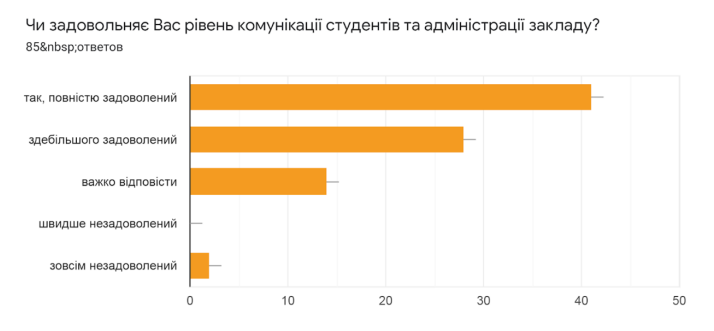 Чи задовольняє Вас рівень комунікації студентів та адміністрації закладу?
85&nbsp;ответов
так, повністю задоволений
здебільшого задоволений
важко відповісти
швидше незадоволений
зовсім незадоволений
0 10 20 30 40 50